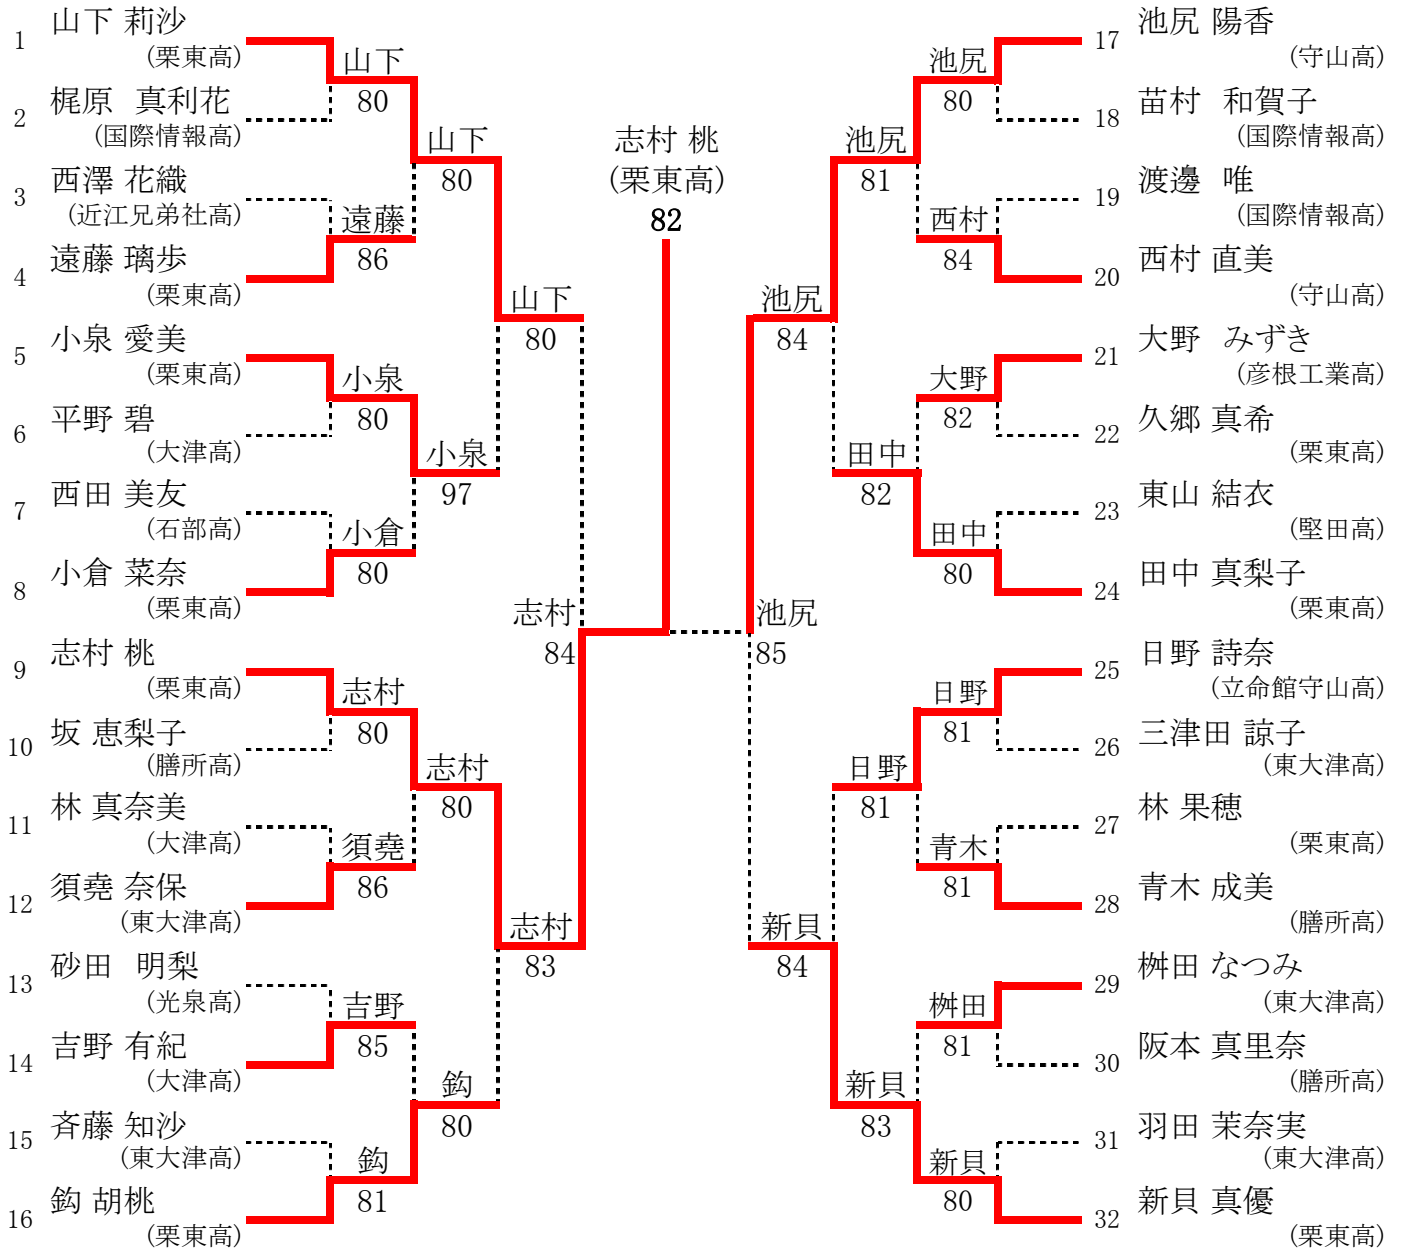 1 山下 莉沙
(栗東高)
2 梶原 真利花
(国際情報高)
3 西澤 花織
(近江兄弟社高)
4 遠藤 璃歩
(栗東高)
5 小泉 愛美
(栗東高)
6 平野 碧
(大津高)
7 西田 美友
(石部高)
8 小倉 菜奈
(栗東高)
9 志村 桃
(栗東高)
10 坂 恵梨子
(膳所高)
11 林 真奈美
(大津高)
12 須堯 奈保
(東大津高)
13 砂田 明梨
(光泉高)
14 吉野 有紀
(大津高)
15 斉藤 知沙
(東大津高)
16 鈎 胡桃
(栗東高)
山下
80
遠藤
86
小泉
80
小倉
80
志村
80
須堯
86
吉野
85
鈎
81
山下
80
小泉
97
志村
80
鈎
80
山下
80
志村
83
志村
84
志村 桃
(栗東高)
82
池尻
85
池尻
84
新貝
84
池尻
81
田中
82
日野
81
新貝
83
池尻
80
西村
84
大野
82
田中
80
日野
81
青木
81
桝田
81
新貝
80
17 池尻 陽香
(守山高)
18 苗村 和賀子
(国際情報高)
19 渡邊 唯
(国際情報高)
20 西村 直美
(守山高)
21 大野 みずき
(彦根工業高)
22 久郷 真希
(栗東高)
23 東山 結衣
(堅田高)
24 田中 真梨子
(栗東高)
25 日野 詩奈
(立命館守山高)
26 三津田 諒子
(東大津高)
27 林 果穂
(栗東高)
28 青木 成美
(膳所高)
29 桝田 なつみ
(東大津高)
30 阪本 真里奈
(膳所高)
31 羽田 茉奈実
(東大津高)
32 新貝 真優
(栗東高)